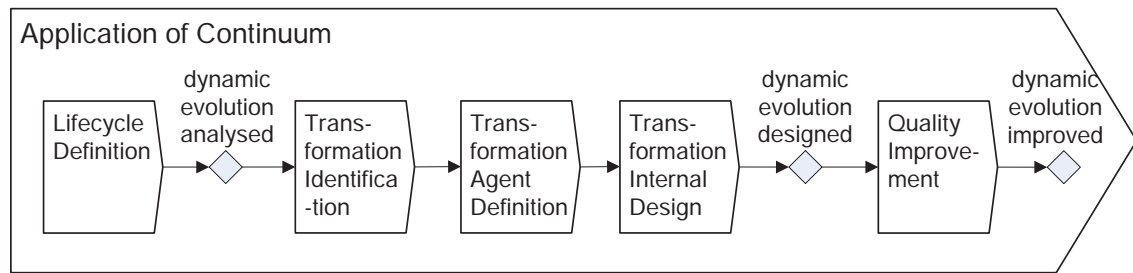 Application of Continuum
Lifecycle
Definition
dynamic
evolution
analysed
Trans-
formation
Identifica
-tion
Trans-
formation
Agent
Definition
Trans-
formation
Internal
Design
dynamic
evolution
designed
Quality
Improve-
ment
dynamic
evolution
improved